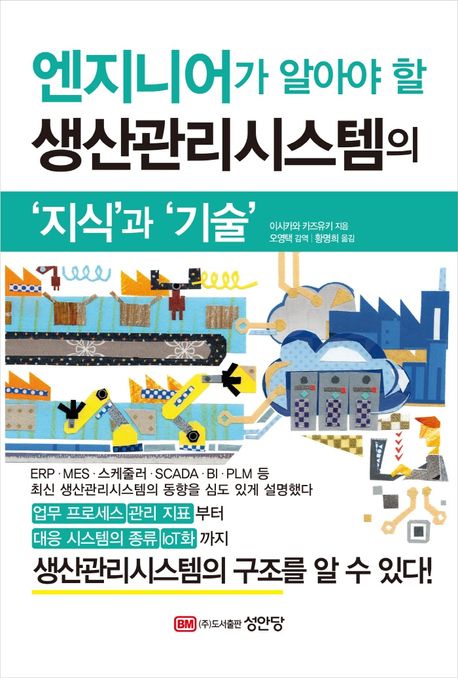 엔지니어가 알아야 할
생산관리시스템의
‘지식’과 ‘기술’
이시카와 카즈유키 지음
오영택 감역 | 황명희 옮김
ERP · MES · 스케줄러 · SCADA · BI · PLM 등
최신 생산관리시스템의 동향을 심도 있게 설명했다
업무 프로세스 관리 지표 부터
대응 시스템의 종류 IoT화 까지
생산관리시스템의 구조를 알 수 있다!
BM (주)도서출판 성안당